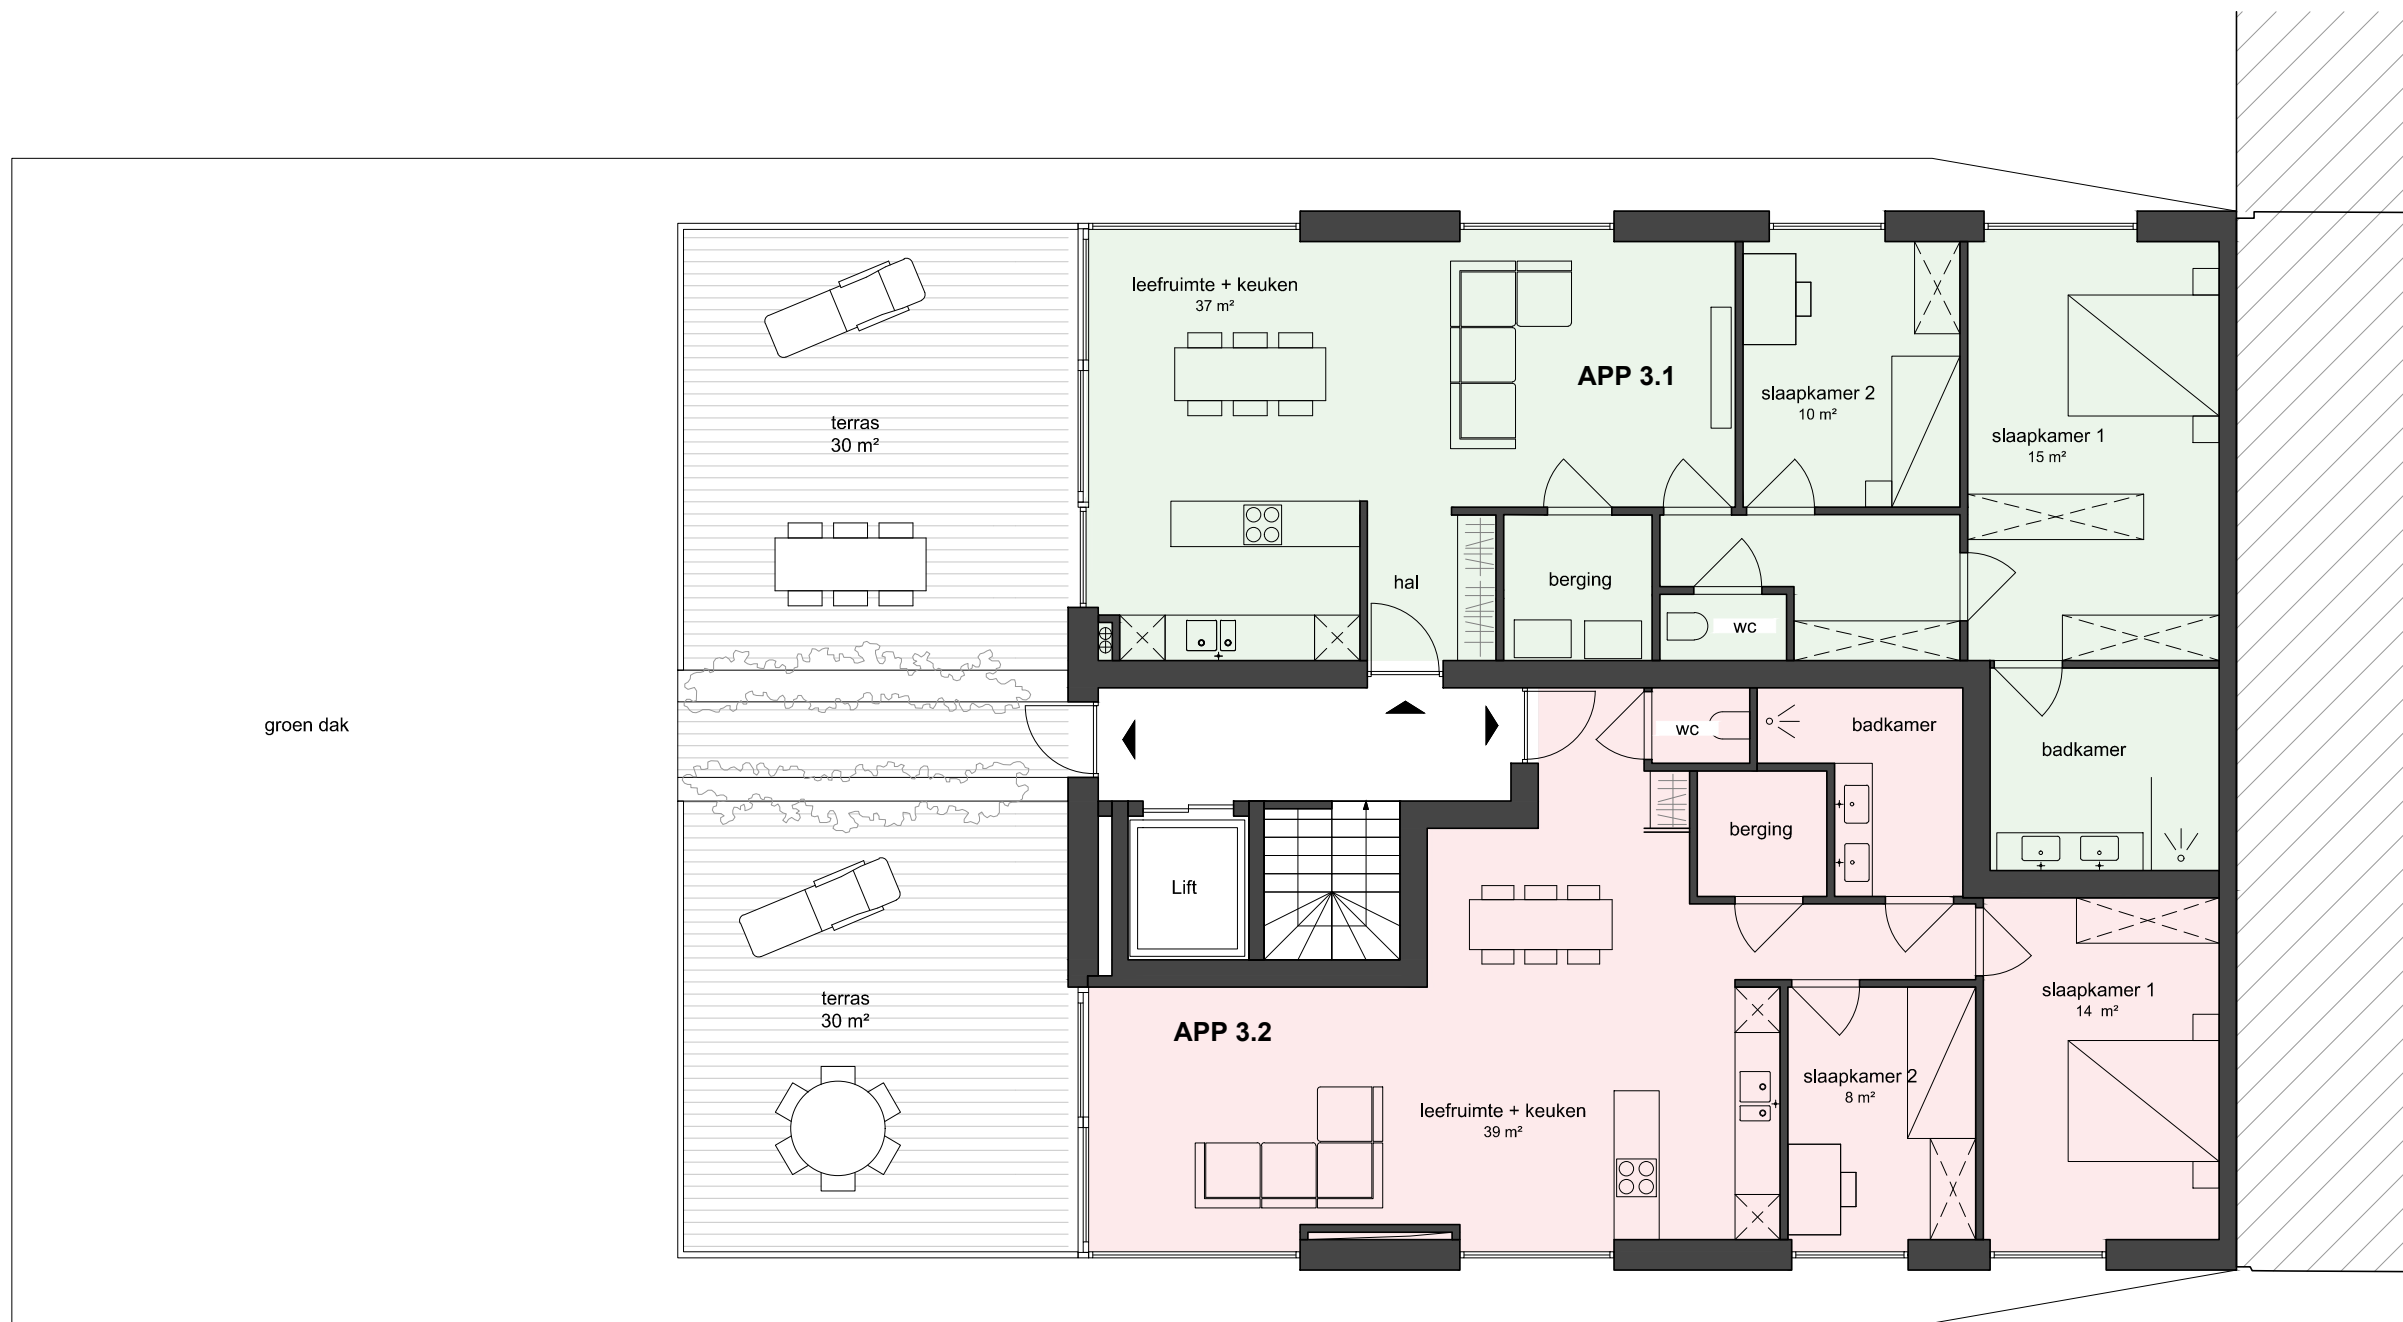 leefruimte + keuken
37 m²
APP 3.1
slaapkamer 2
10 m²
slaapkamer 1
15 m²
terras
30 m²
hal
berging
wc
groen dak
wc
badkamer
badkamer
berging
Lift
terras
30 m²
APP 3.2
slaapkamer 1
14 m²
slaapkamer 2
8 m²
leefruimte + keuken
39 m²